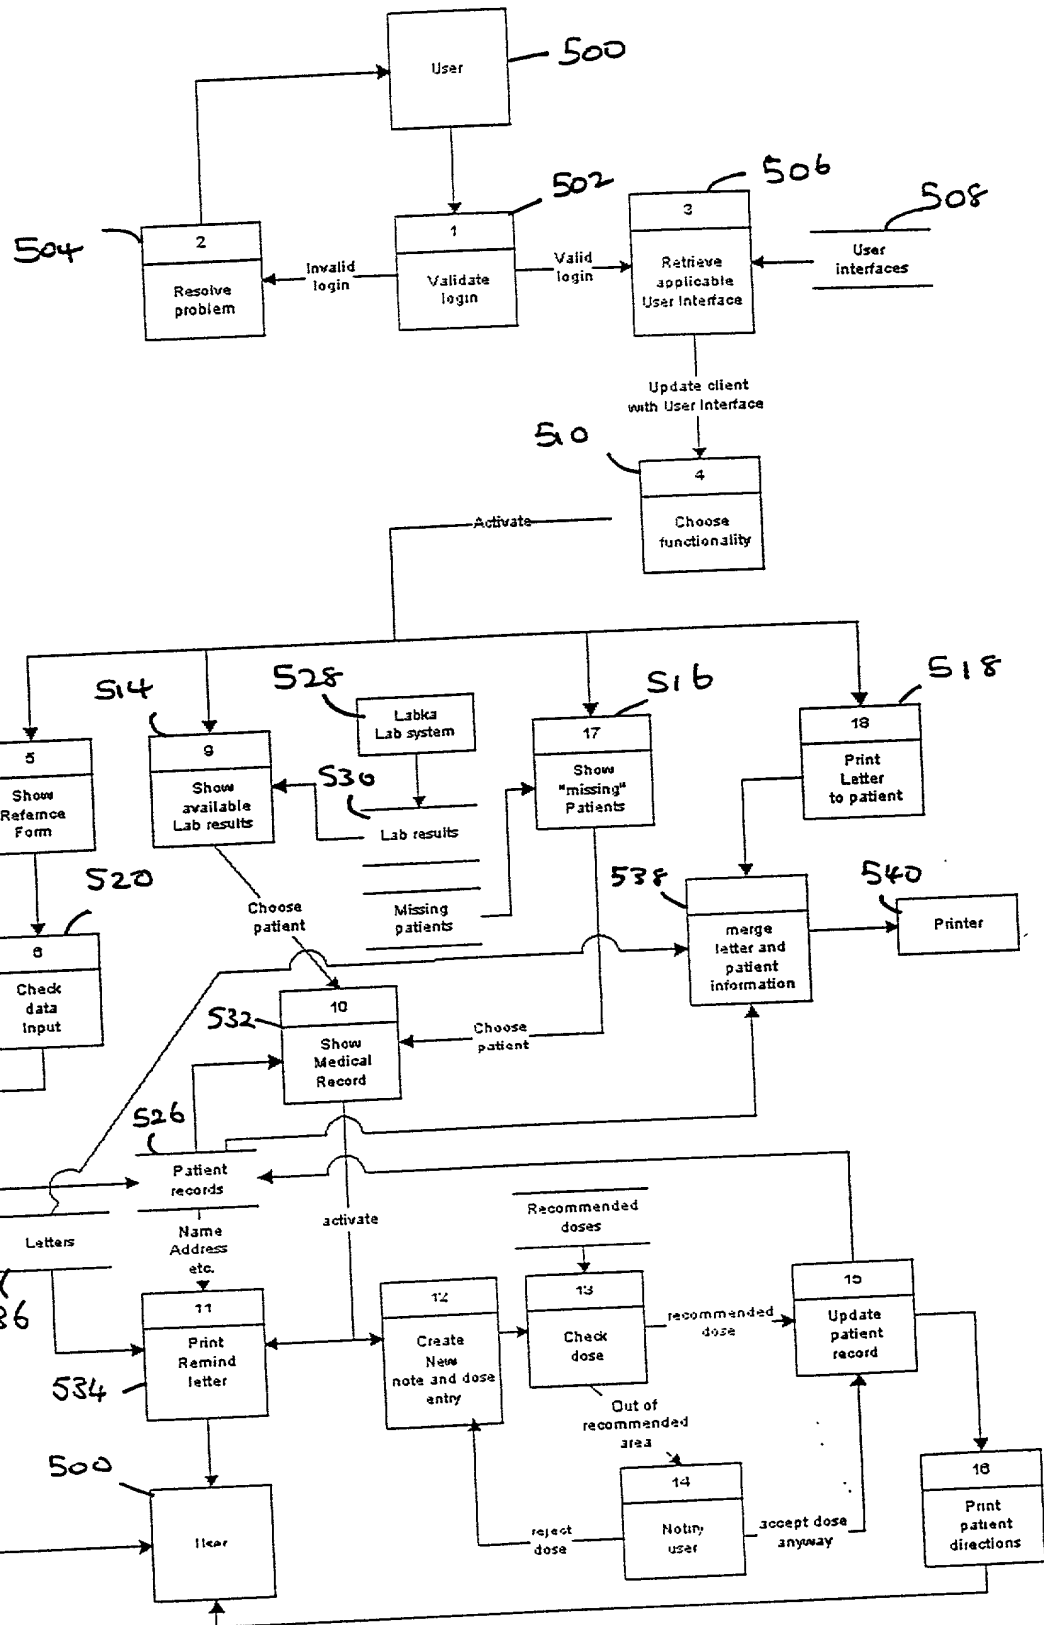 User
500
502
506
508
504
2
1
3
User
interfaces
Resolve
problem
Invalid
login
Validate
login
Valid
login
Retrieve
applicable
User Interface
Update client
with User Interface
510
4
Choose
functionality
Activate
514
528
516
518
5
Show
Refernce
Form
9
Show
available
Lab results
Labka
Lab system
530
Lab results
17
Show
"missing"
Patients
18
Print
Letter
to patient
520
6
Check
data
Input
Choose
patient
Missing
patients
538
merge
letter and
patient
information
540
Printer
532
10
Show
Medical
Record
Choose
patient
526
Patient
records
Letters
Name
Address
etc.
activate
Recommended
doses
36
11
Print
Remind
letter
534
12
Create
New
note and dose
entry
13
Check
dose
recommended
dose
15
Update
patient
record
Out of
recommended
area
500
User
reject
dose
14
Notify
user
accept dose
anyway
16
Print
patient
directions